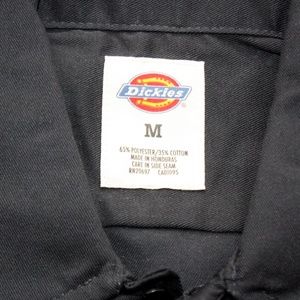 Dickies
M
65% POLYESTER/35% COTTON
MADE IN HONDURAS
CARE IN SIDE SEAM
RN20697 CA01095